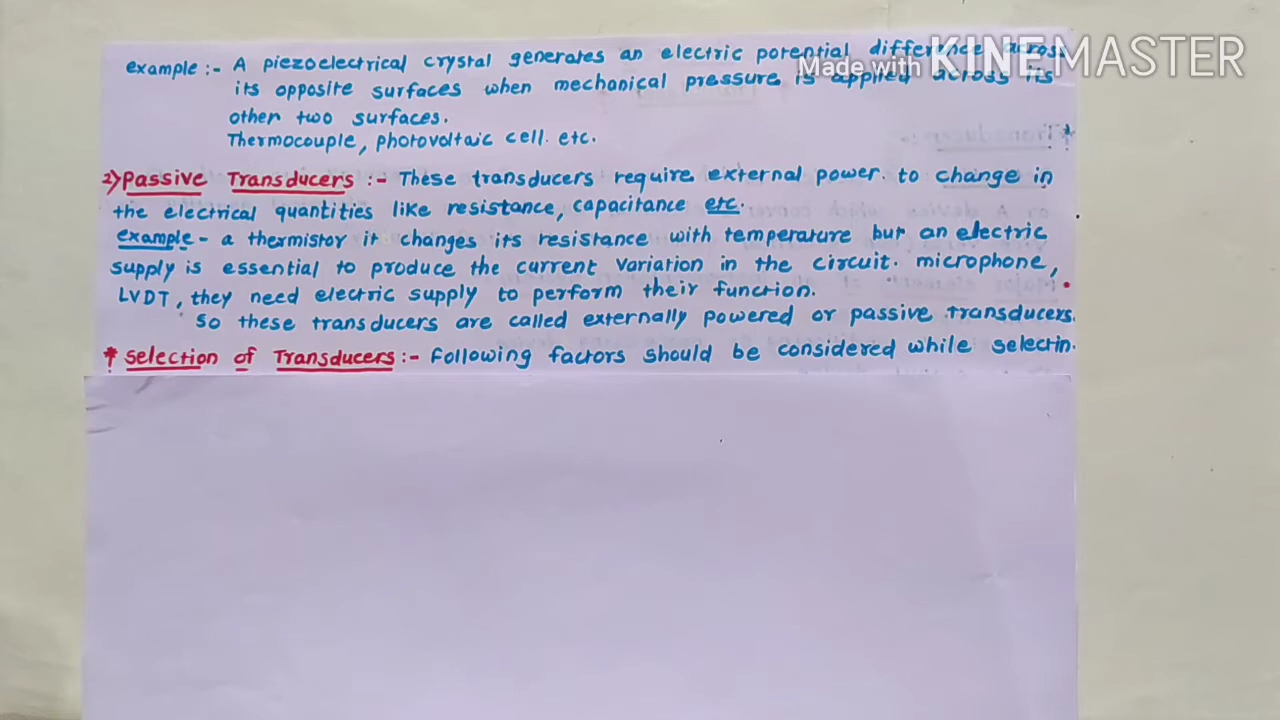 Made with KINEMASTER
example :- A piezoelectrical crystal generates an electric potential difference across
its opposite surfaces when mechanical pressure is applied across its
other two surfaces.
Thermocouple, photovoltaic cell. etc.
2) Passive Transducers :- These transducers require external power. to change in
the electrical quantities like resistance, capacitance etc.
example - a thermistor it changes its resistance with temperature but an electric
supply is essential to produce the current variation in the circuit. microphone,
LVDT, they need electric supply to perform their function.
So these transducers are called externally powered or passive transducers.
* Selection of Transducers :- Following factors should be considered while selectin.